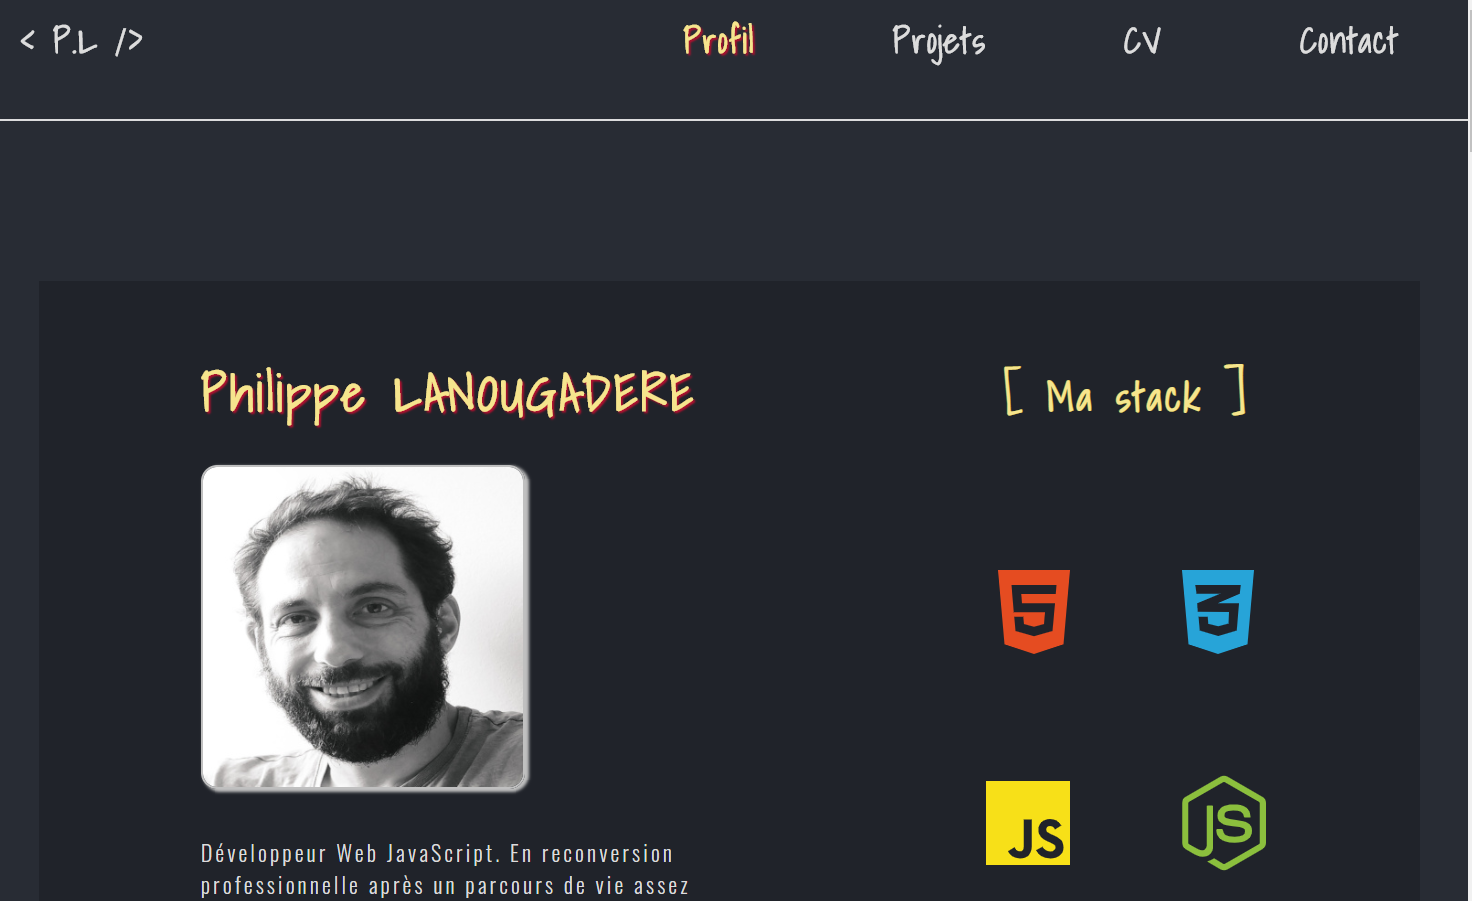 < P.L />
Profil
Projets
CV
Contact
Philippe LANOUGADERE
[ Ma stack ]
5
3
JS
JS
Développeur Web JavaScript. En reconversion
professionnelle après un parcours de vie assez